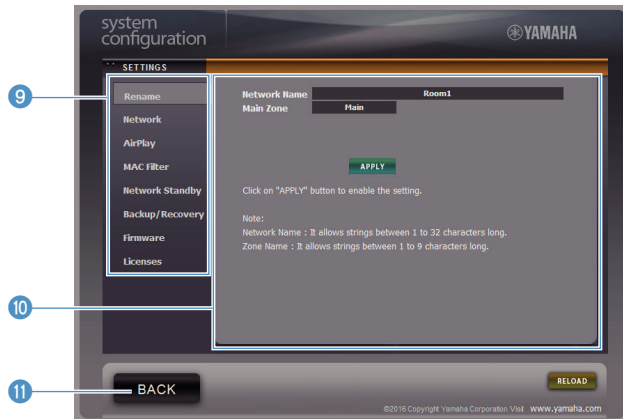 system
configuration
YAMAHA
SETTINGS
9
Rename
Network
AirPlay
MAC Filter
Network Standby
Backup/Recovery
Firmware
Licenses
Network Name Room1
Main Zone Main
APPLY
Click on "APPLY" button to enable the setting.
Note:
Network Name : It allows strings between 1 to 32 characters long.
Zone Name : It allows strings between 1 to 9 characters long.
10
11
BACK
RELOAD
©2016 Copyright Yamaha Corporation Visit www.yamaha.com